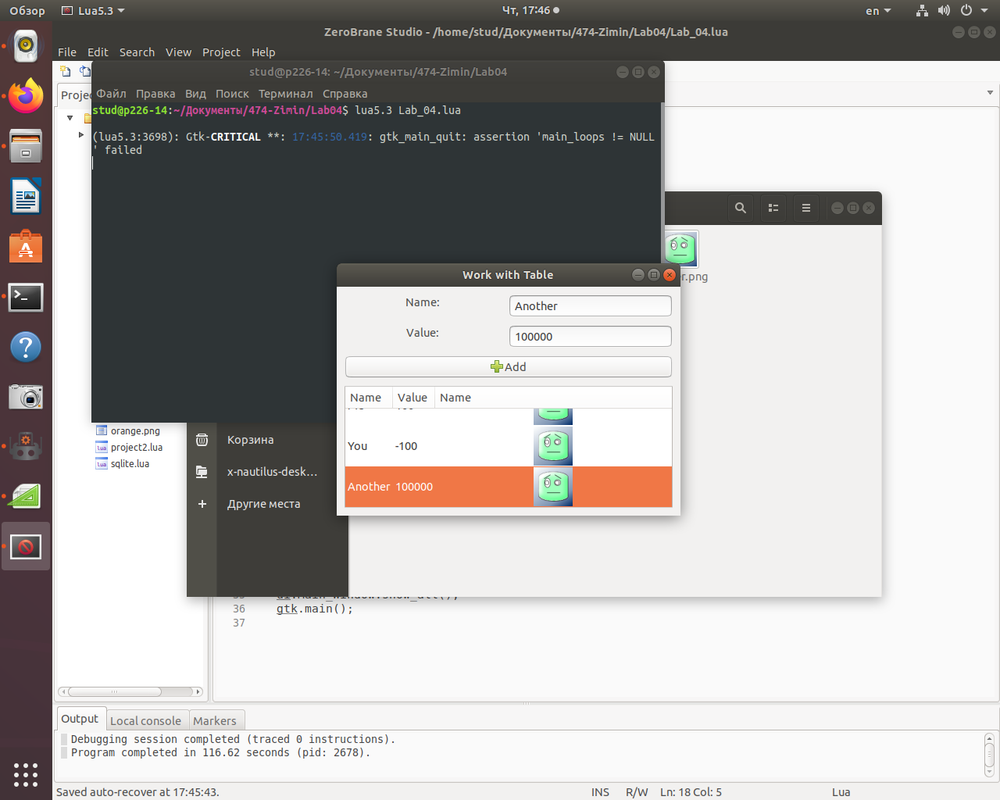 Обзор
Lua5.3
Чт, 17:46
en
ZeroBrane Studio - /home/stud/Документы/474-Zimin/Lab04/Lab_04.lua
File Edit Search View Project Help
stud@p226-14: ~/Документы/474-Zimin/Lab04
Файл Правка Вид Поиск Терминал Справка
stud@p226-14:~/Документы/474-Zimin/Lab04$ lua5.3 Lab_04.lua
(lua5.3:3698): Gtk-CRITICAL **: 17:45:50.419: gtk_main_quit: assertion 'main_loops != NULL
' failed
Work with Table
Name:
Another
Value:
100000
Add
Name Value Name
You -100
Another 100000
orange.png
project2.lua
sqlite.lua
Корзина
x-nautilus-desk…
Другие места
36 gtk.main();
37
Output Local console Markers
Debugging session completed (traced 0 instructions).
Program completed in 116.62 seconds (pid: 2678).
Saved auto-recover at 17:45:43.
INS R/W Ln: 18 Col: 5 Lua